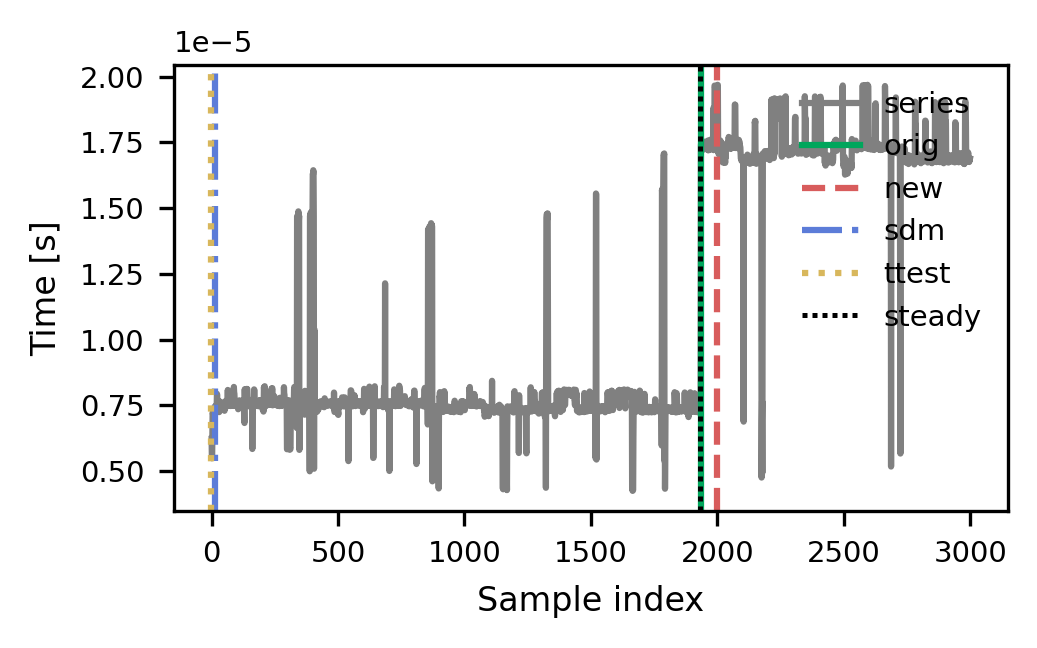 1e−5
2.00
1.75
1.50
1.25
1.00
0.75
0.50
Time [s]
series
orig
new
sdm
ttest
steady
0
500
1000
1500
2000
2500
3000
Sample index